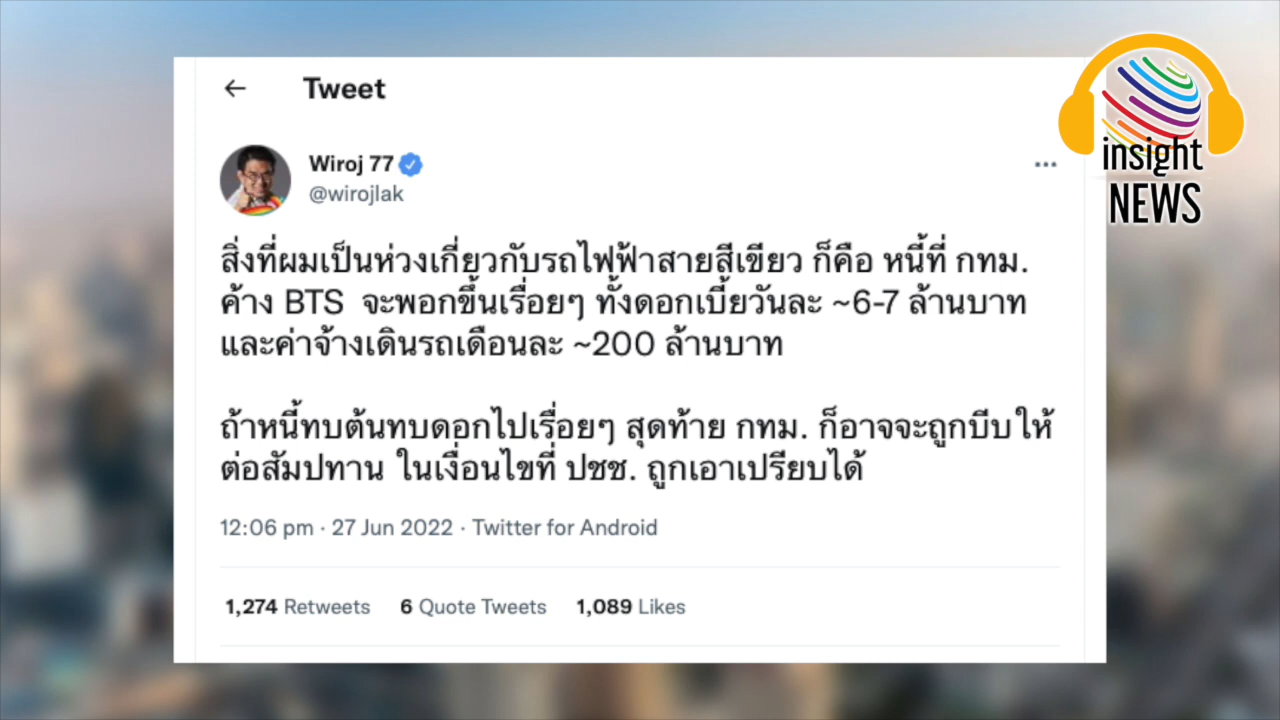 Tweet
Wiroj 77
@wirojlak
insight
NEWS
สิ่งที่ผมเป็นห่วงเกี่ยวกับรถไฟฟ้าสายสีเขียว ก็คือ หนี้ที่ กทม.
ค้าง BTS จะพอกขึ้นเรื่อยๆ ทั้งดอกเบี้ยวันละ ~6-7 ล้านบาท
และค่าจ้างเดินรถเดือนละ ~200 ล้านบาท
ถ้าหนี้ทบต้นทบดอกไปเรื่อยๆ สุดท้าย กทม. ก็อาจจะถูกบีบให้
ต่อสัมปทาน ในเงื่อนไขที่ ปชช. ถูกเอาเปรียบได้
12:06 pm · 27 Jun 2022 · Twitter for Android
1,274 Retweets 6 Quote Tweets 1,089 Likes